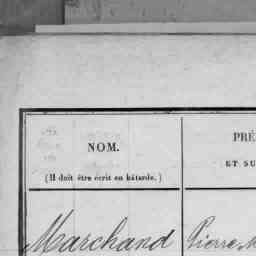 NOM.
(Il doit être écrit en bâtarde.)
PRÉ
ET SU
Marchand Pierre M